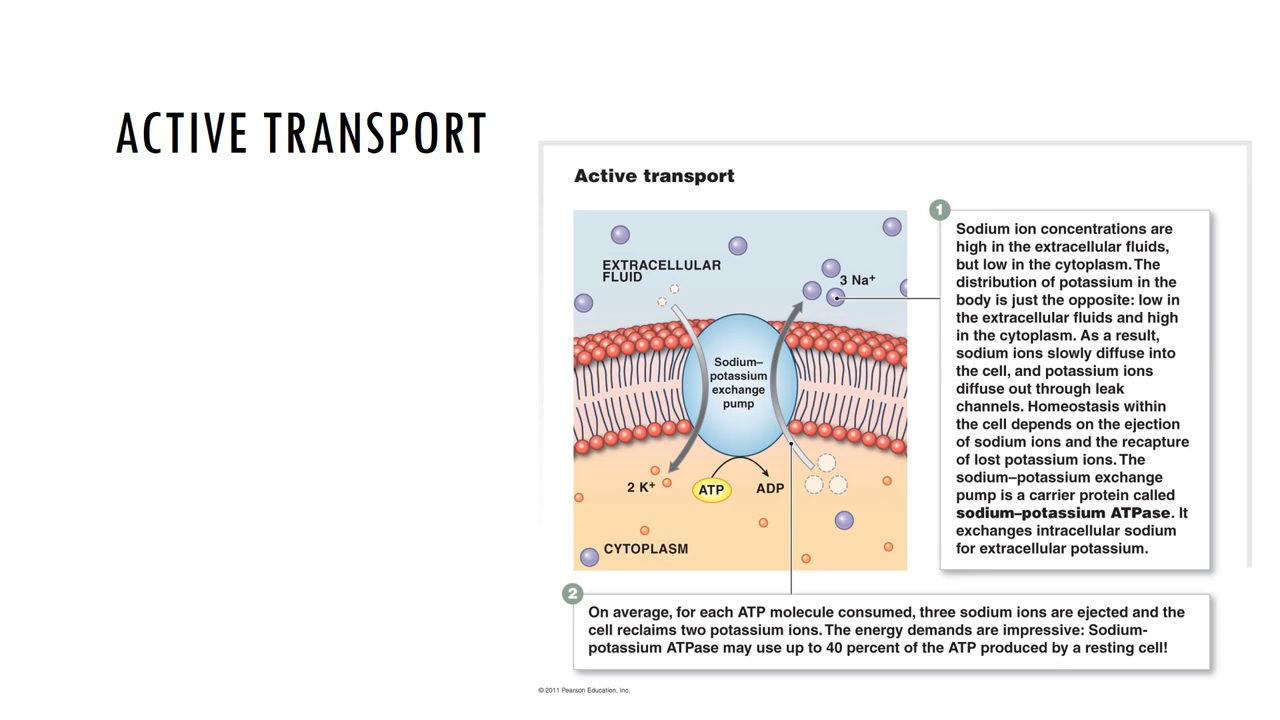 ACTIVE TRANSPORT
Active transport
EXTRACELLULAR
FLUID
3 Na+
Sodium–
potassium
exchange
pump
2 K+
ATP
ADP
CYTOPLASM
1
Sodium ion concentrations are
high in the extracellular fluids,
but low in the cytoplasm. The
distribution of potassium in the
body is just the opposite: low in
the extracellular fluids and high
in the cytoplasm. As a result,
sodium ions slowly diffuse into
the cell, and potassium ions
diffuse out through leak
channels. Homeostasis within
the cell depends on the ejection
of sodium ions and the recapture
of lost potassium ions. The
sodium–potassium exchange
pump is a carrier protein called
sodium–potassium ATPase. It
exchanges intracellular sodium
for extracellular potassium.
2
On average, for each ATP molecule consumed, three sodium ions are ejected and the
cell reclaims two potassium ions. The energy demands are impressive: Sodium-
potassium ATPase may use up to 40 percent of the ATP produced by a resting cell!
© 2011 Pearson Education, Inc.